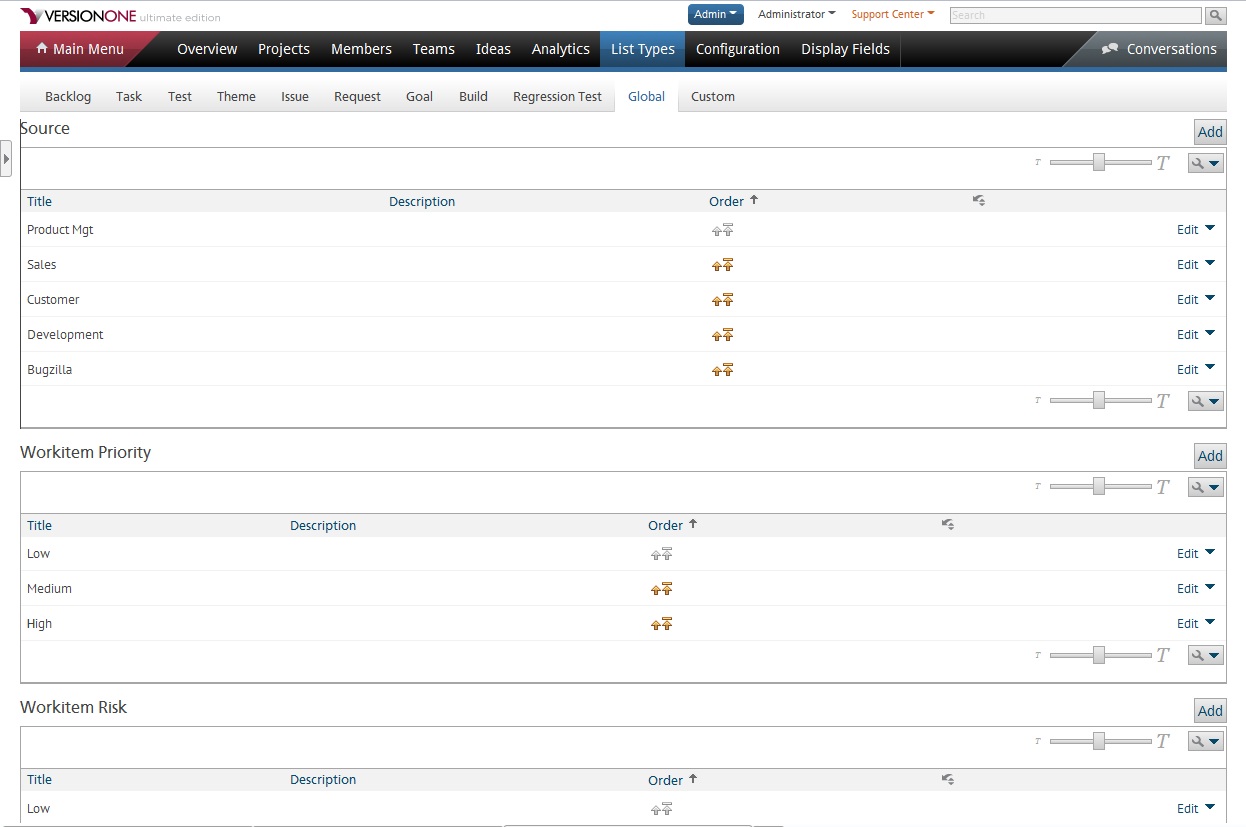 VERSIONONE ultimate edition Admin Administrator Support Center Search
Main Menu Overview Projects Members Teams Ideas Analytics List Types Configuration Display Fields Conversations
Backlog Task Test Theme Issue Request Goal Build Regression Test Global Custom
Source Add
T T
Title Description Order
Product Mgt Edit
Sales Edit
Customer Edit
Development Edit
Bugzilla Edit
T T
Workitem Priority Add
T T
Title Description Order
Low Edit
Medium Edit
High Edit
T T
Workitem Risk Add
T T
Title Description Order
Low Edit